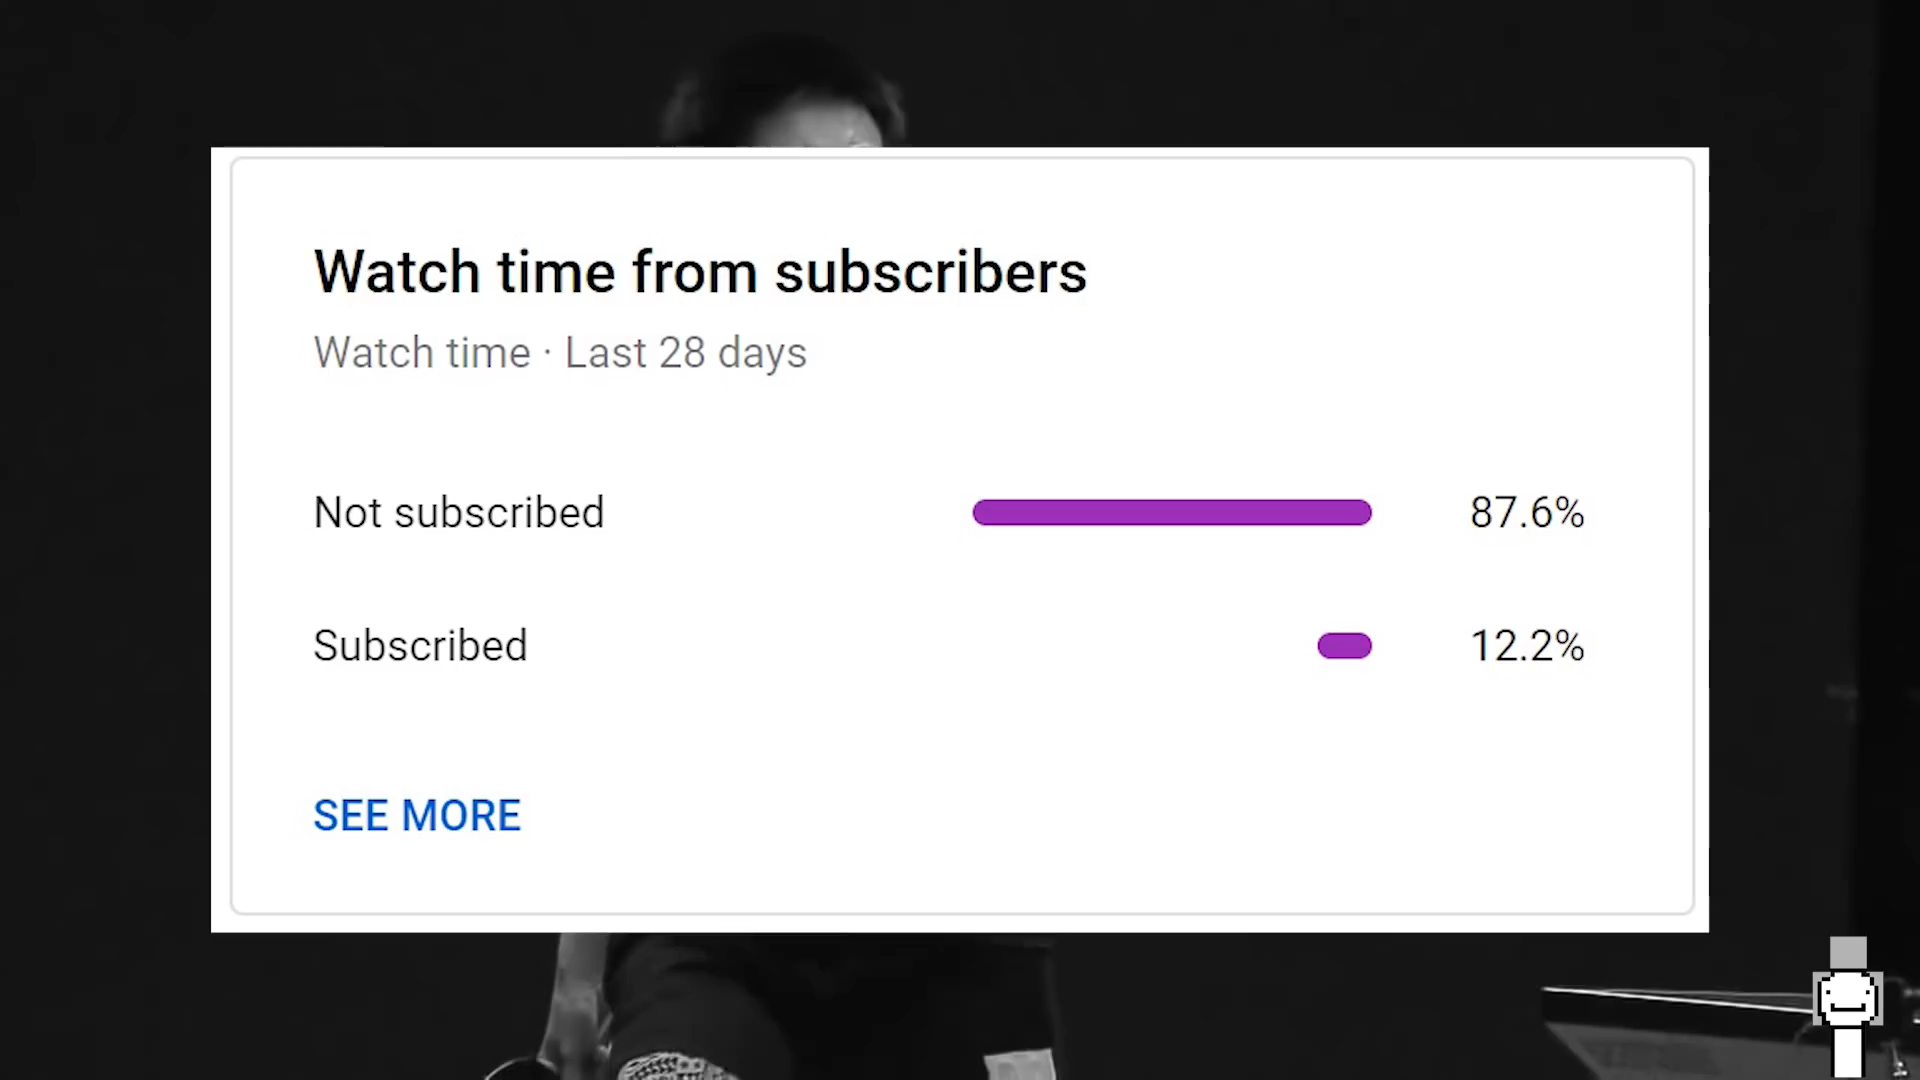 Watch time from subscribers
Watch time · Last 28 days
Not subscribed 87.6%
Subscribed 12.2%
SEE MORE